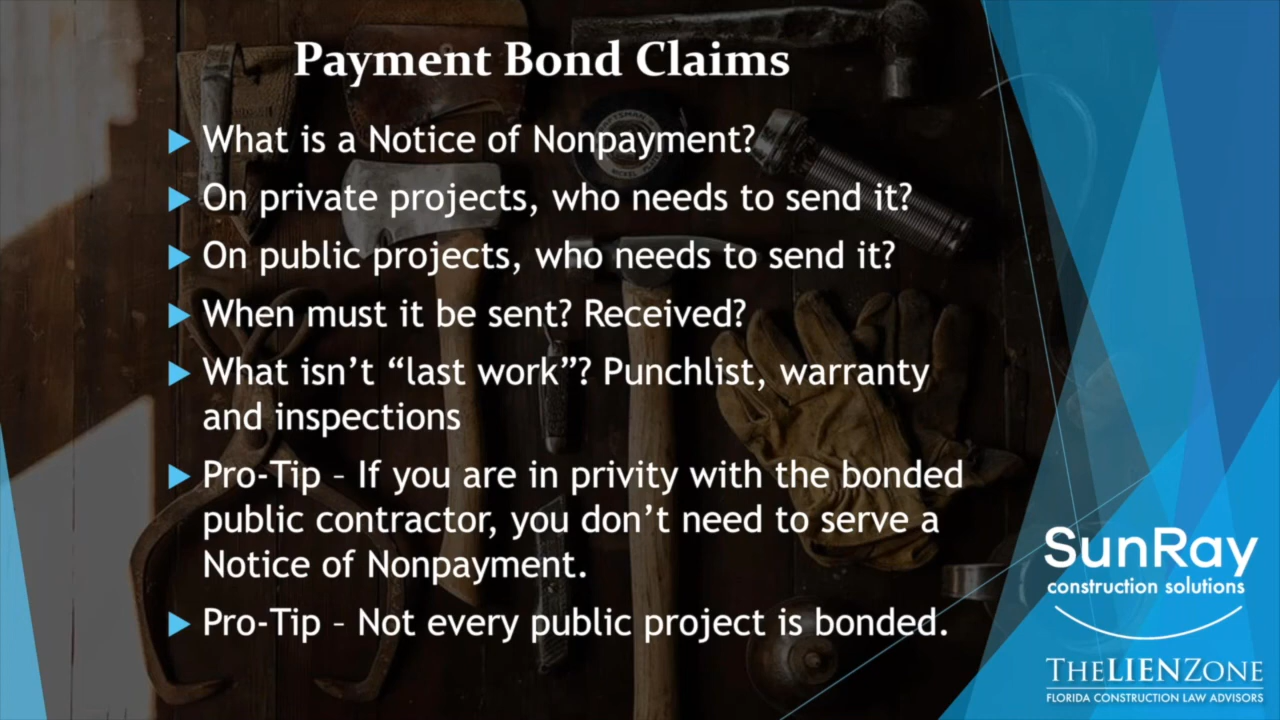 Payment Bond Claims
What is a Notice of Nonpayment?
On private projects, who needs to send it?
On public projects, who needs to send it?
When must it be sent? Received?
What isn't “last work”? Punchlist, warranty
and inspections
Pro-Tip – If you are in privity with the bonded
public contractor, you don't need to serve a
Notice of Nonpayment.
Pro-Tip – Not every public project is bonded.
SunRay
construction solutions
THELIENZONE
FLORIDA CONSTRUCTION LAW ADVISORS